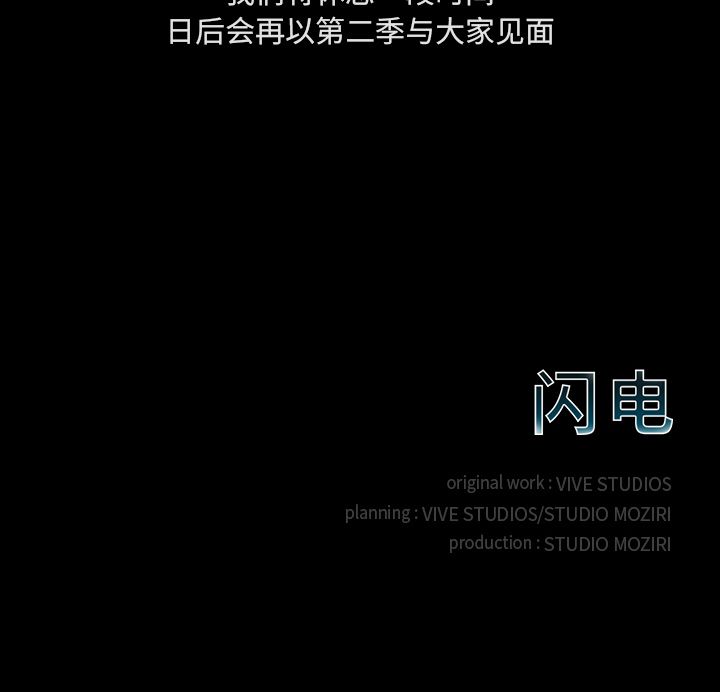 日后会再以第二季与大家见面
闪电
original work : VIVE STUDIOS
planning : VIVE STUDIOS/STUDIO MOZIRI
production : STUDIO MOZIRI